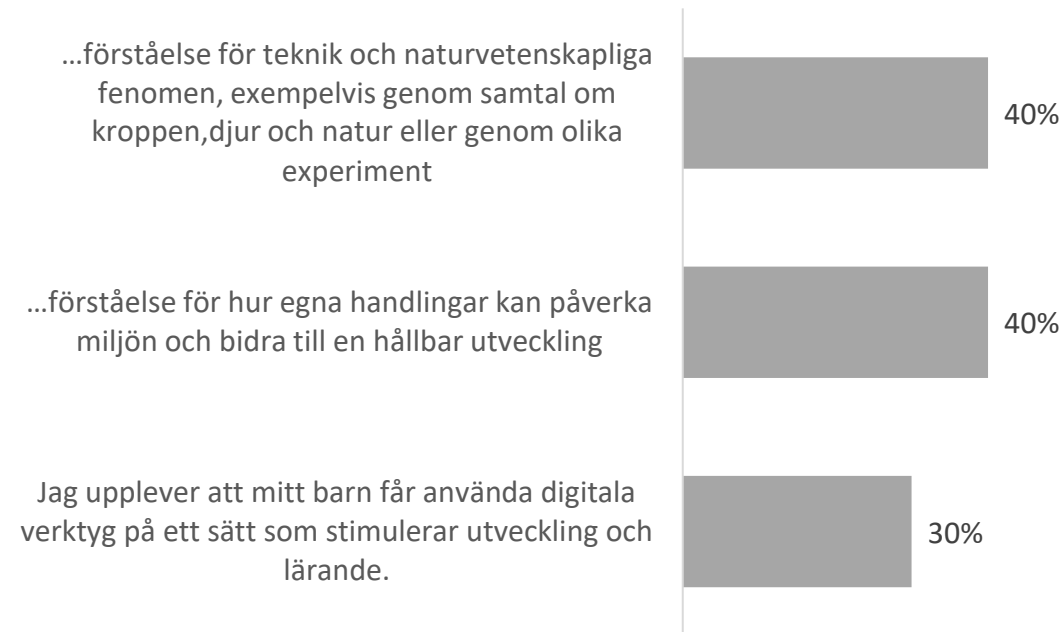 …förståelse för teknik och naturvetenskapliga
fenomen, exempelvis genom samtal om
kroppen,djur och natur eller genom olika
experiment
40%
…förståelse för hur egna handlingar kan påverka
miljön och bidra till en hållbar utveckling
40%
Jag upplever att mitt barn får använda digitala
verktyg på ett sätt som stimulerar utveckling och
lärande.
30%